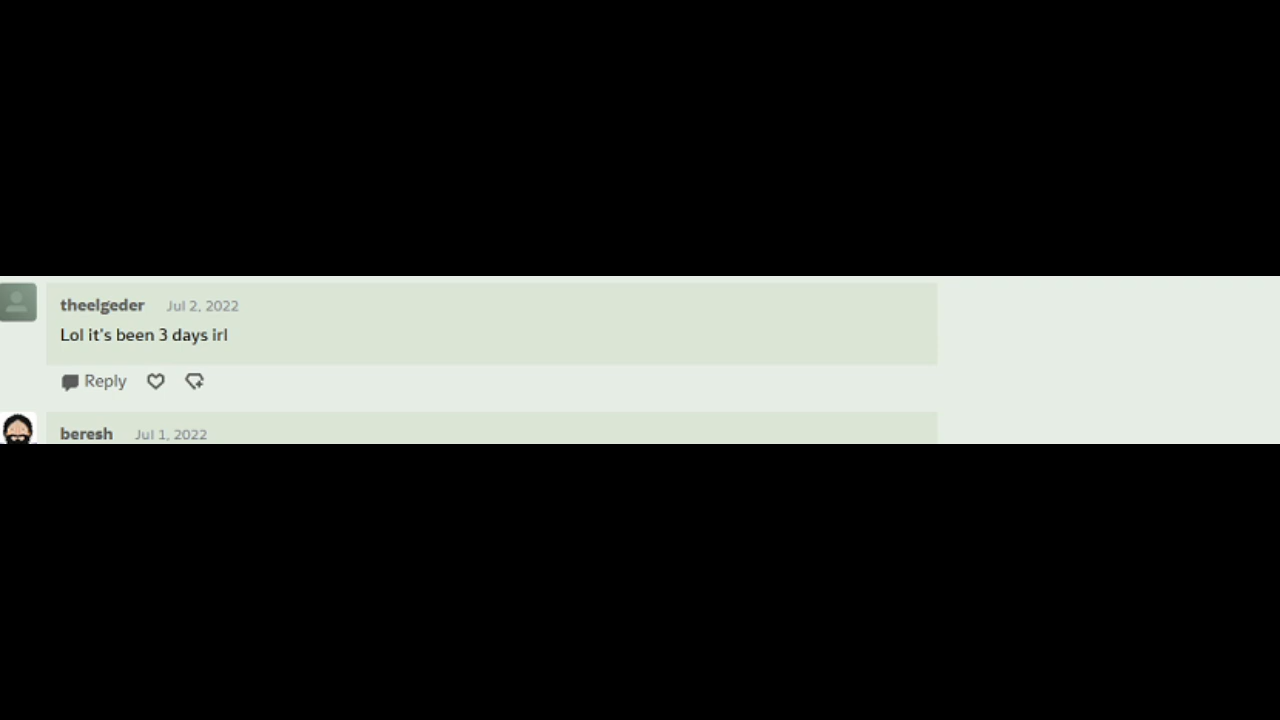 theelgeder Jul 2, 2022
Lol it's been 3 days irl
Reply
beresh Jul 1, 2022